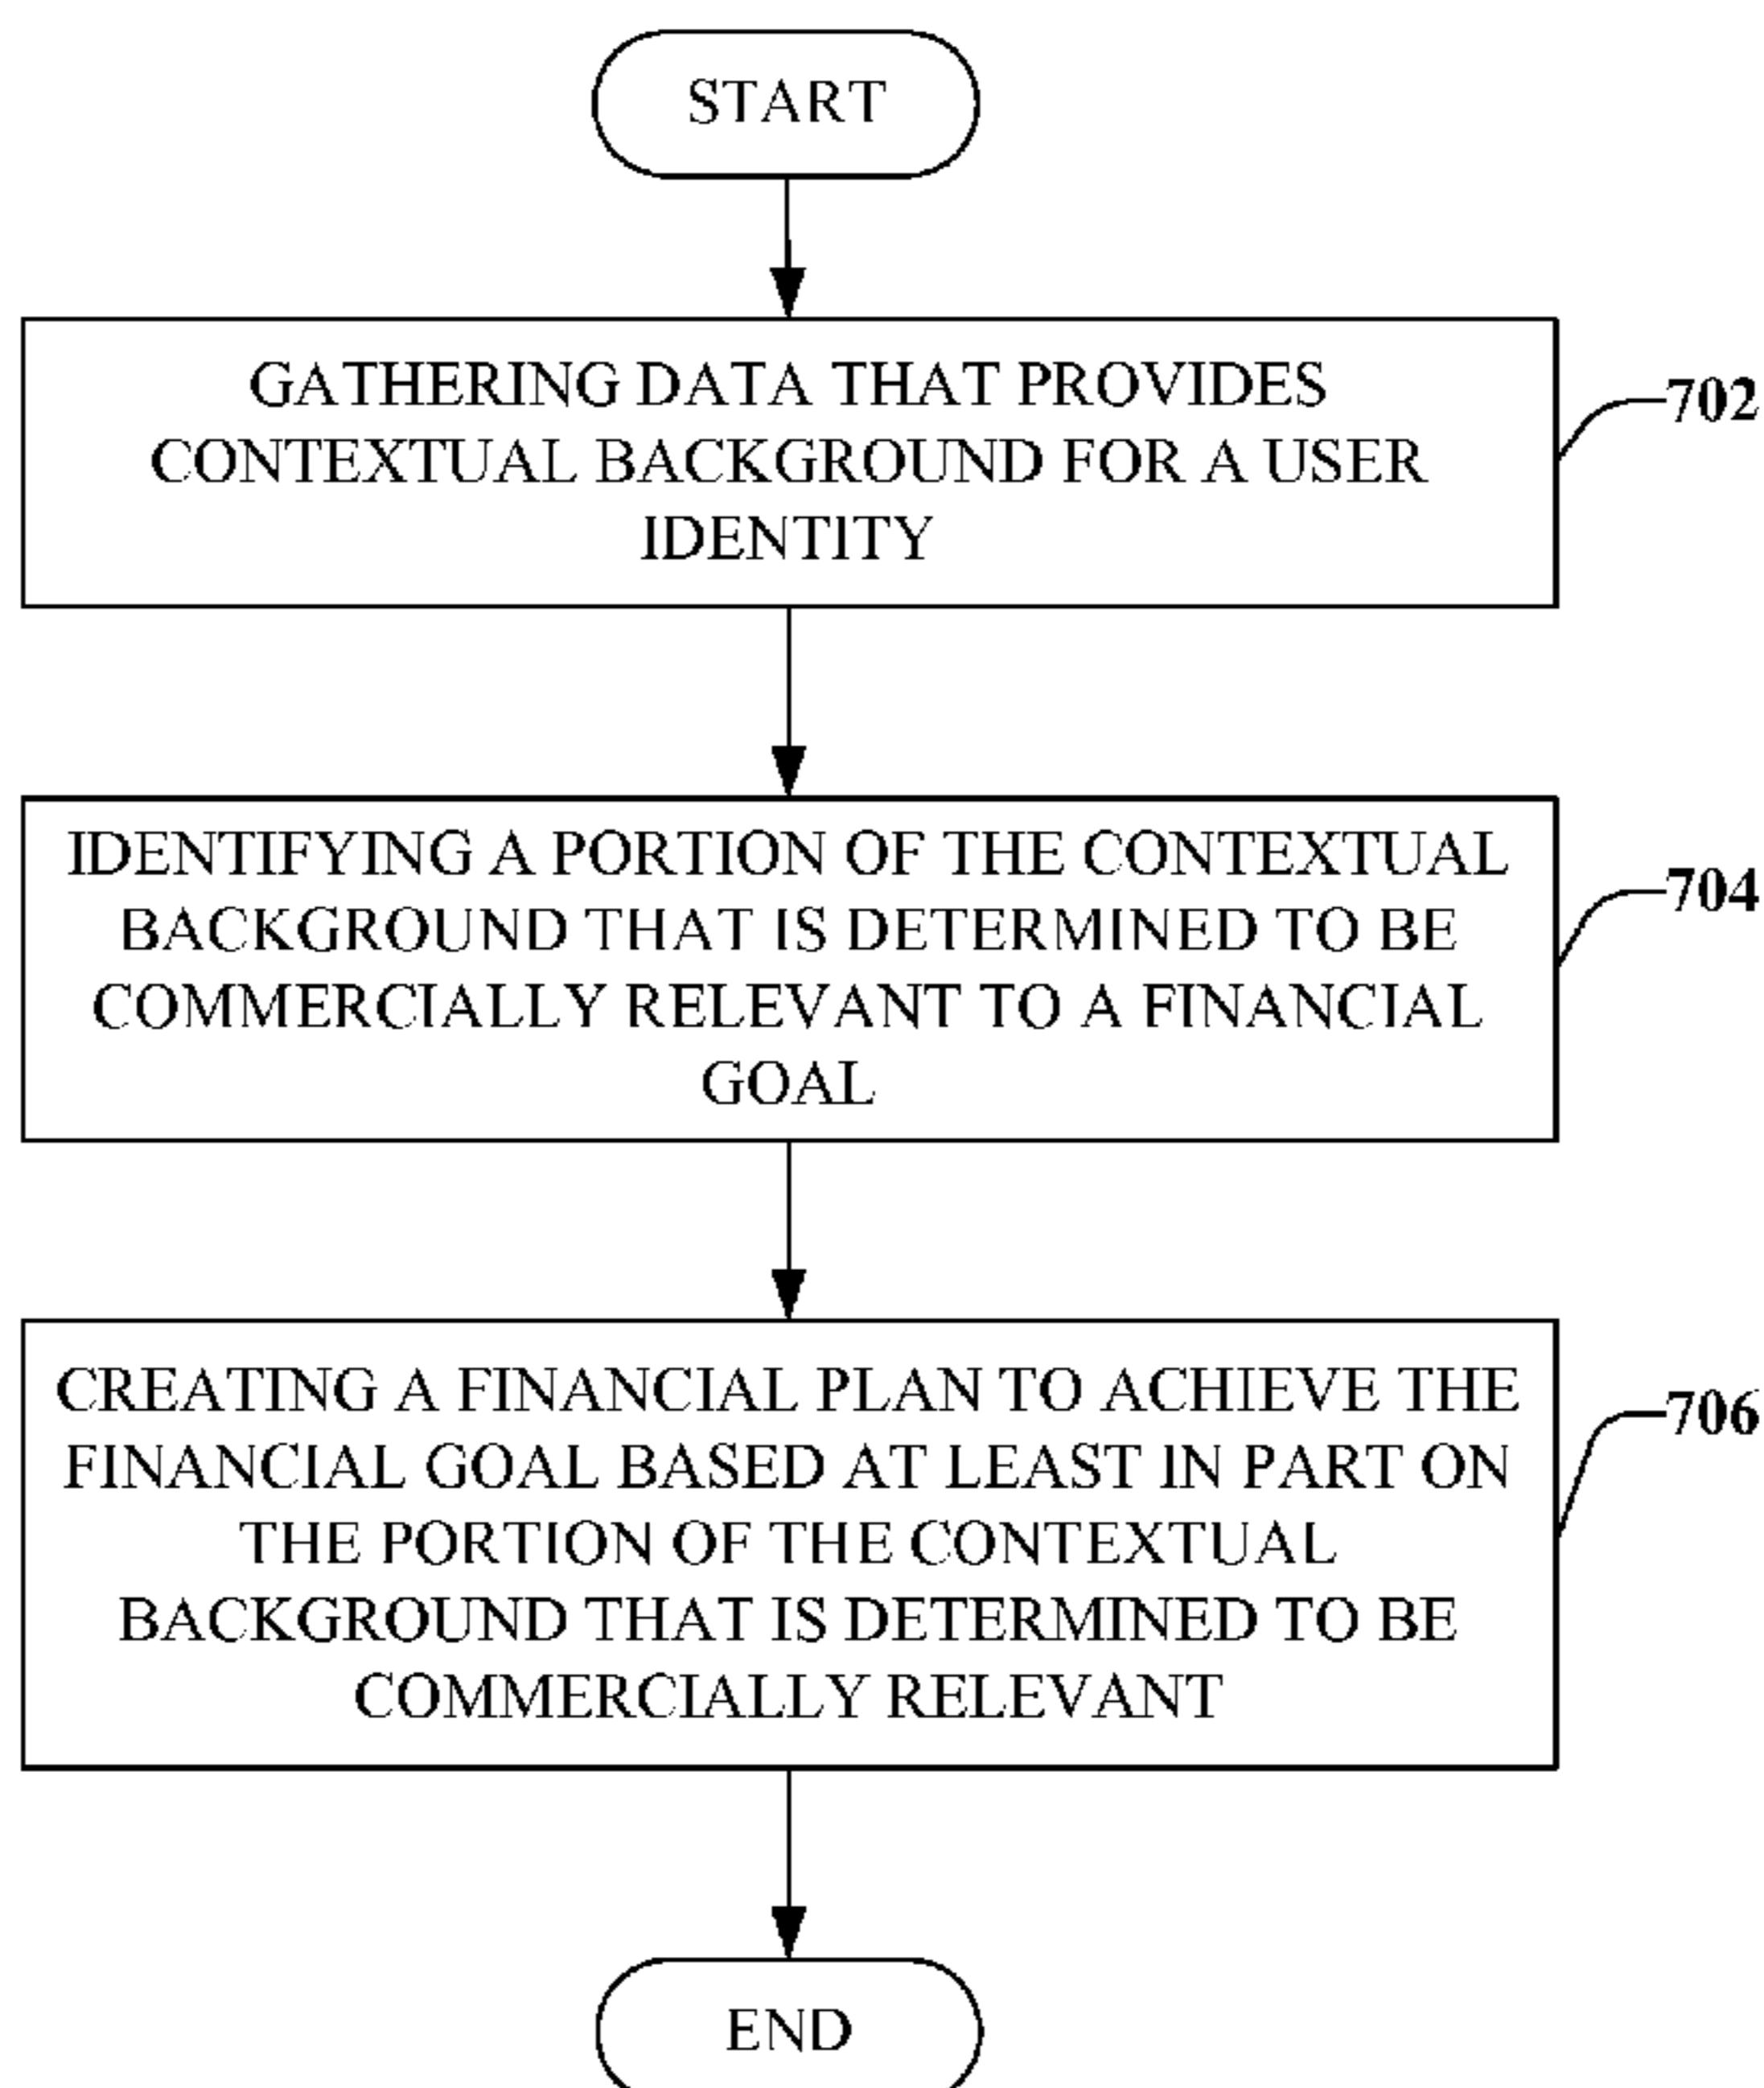 START
GATHERING DATA THAT PROVIDES
CONTEXTUAL BACKGROUND FOR A USER
IDENTITY
702
IDENTIFYING A PORTION OF THE CONTEXTUAL
BACKGROUND THAT IS DETERMINED TO BE
COMMERCIALLY RELEVANT TO A FINANCIAL
GOAL
704
CREATING A FINANCIAL PLAN TO ACHIEVE THE
FINANCIAL GOAL BASED AT LEAST IN PART ON
THE PORTION OF THE CONTEXTUAL
BACKGROUND THAT IS DETERMINED TO BE
COMMERCIALLY RELEVANT
706
END